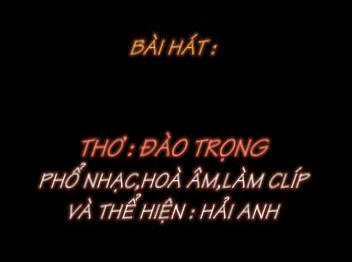 BÀI HÁT :
THƠ : ĐÀO TRỌNG
PHỔ NHẠC,HOÀ ÂM,LÀM CLÍP
VÀ THỂ HIỆN : HẢI ANH